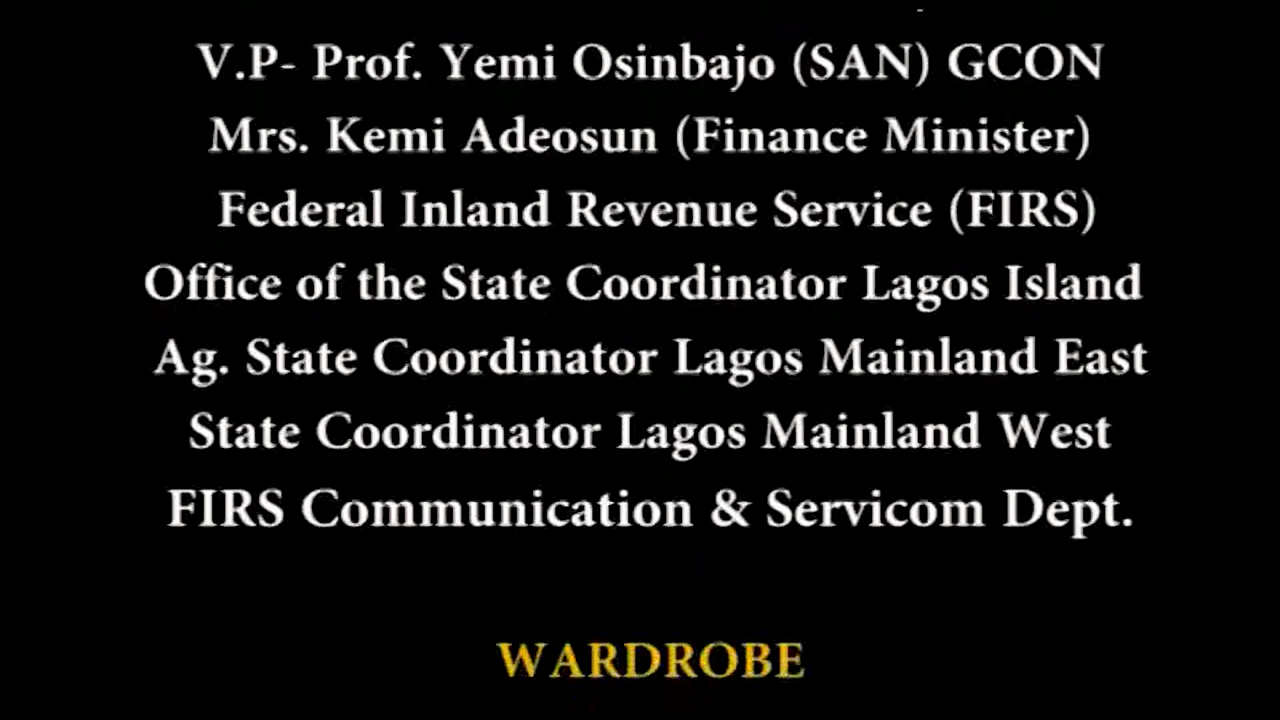 V.P- Prof. Yemi Osinbajo (SAN) GCON
Mrs. Kemi Adeosun (Finance Minister)
Federal Inland Revenue Service (FIRS)
Office of the State Coordinator Lagos Island
Ag. State Coordinator Lagos Mainland East
State Coordinator Lagos Mainland West
FIRS Communication & Servicom Dept.
WARDROBE